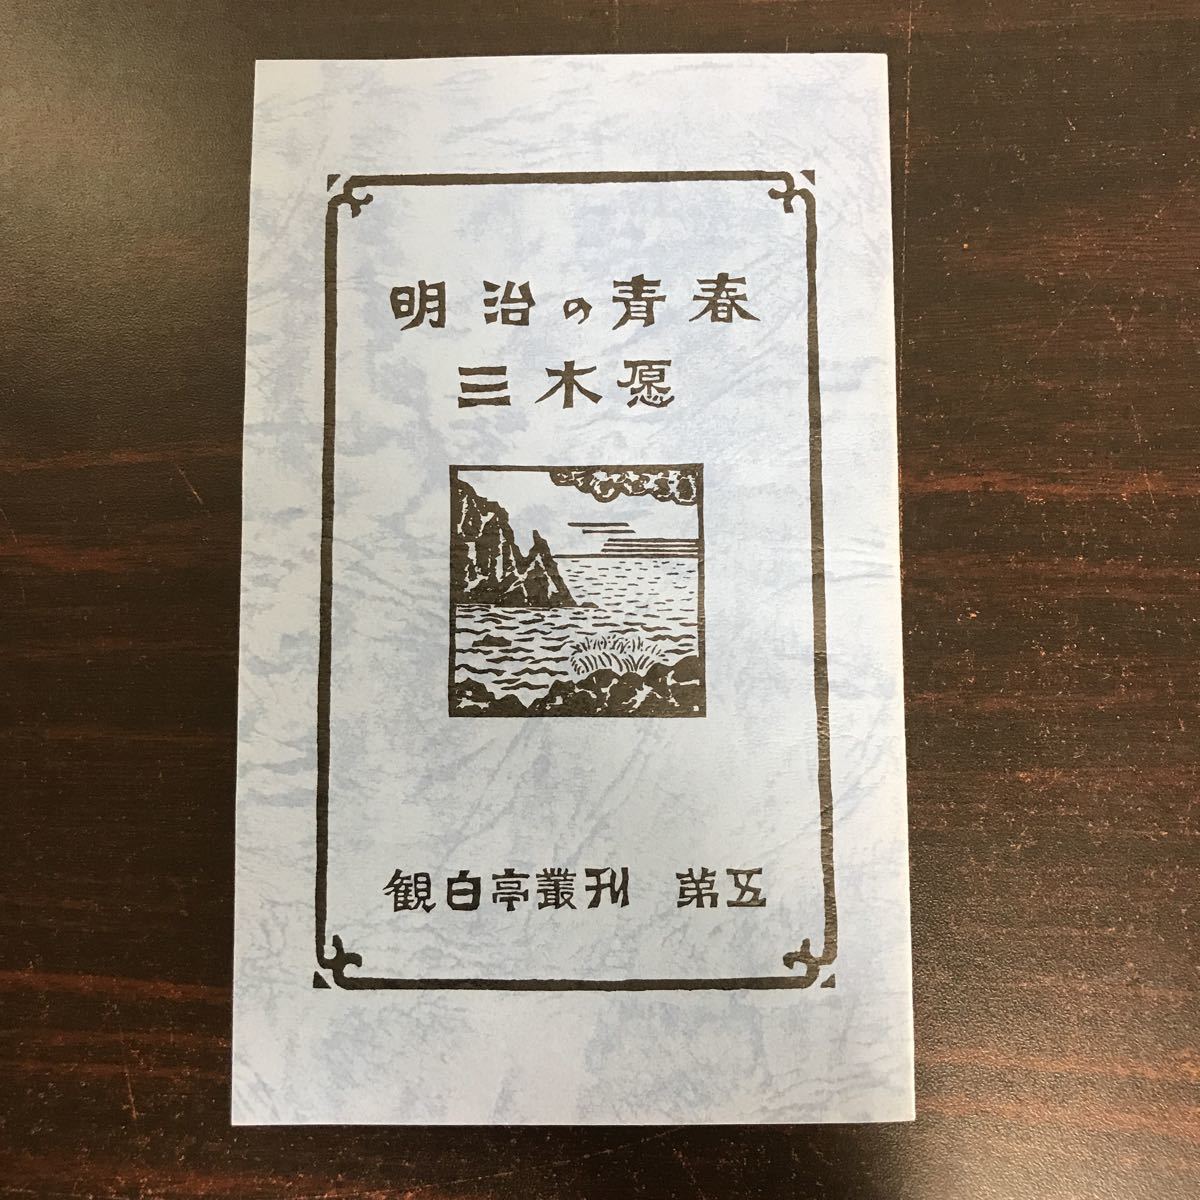 明治の青春
三木愿
観白亭叢刊 第五